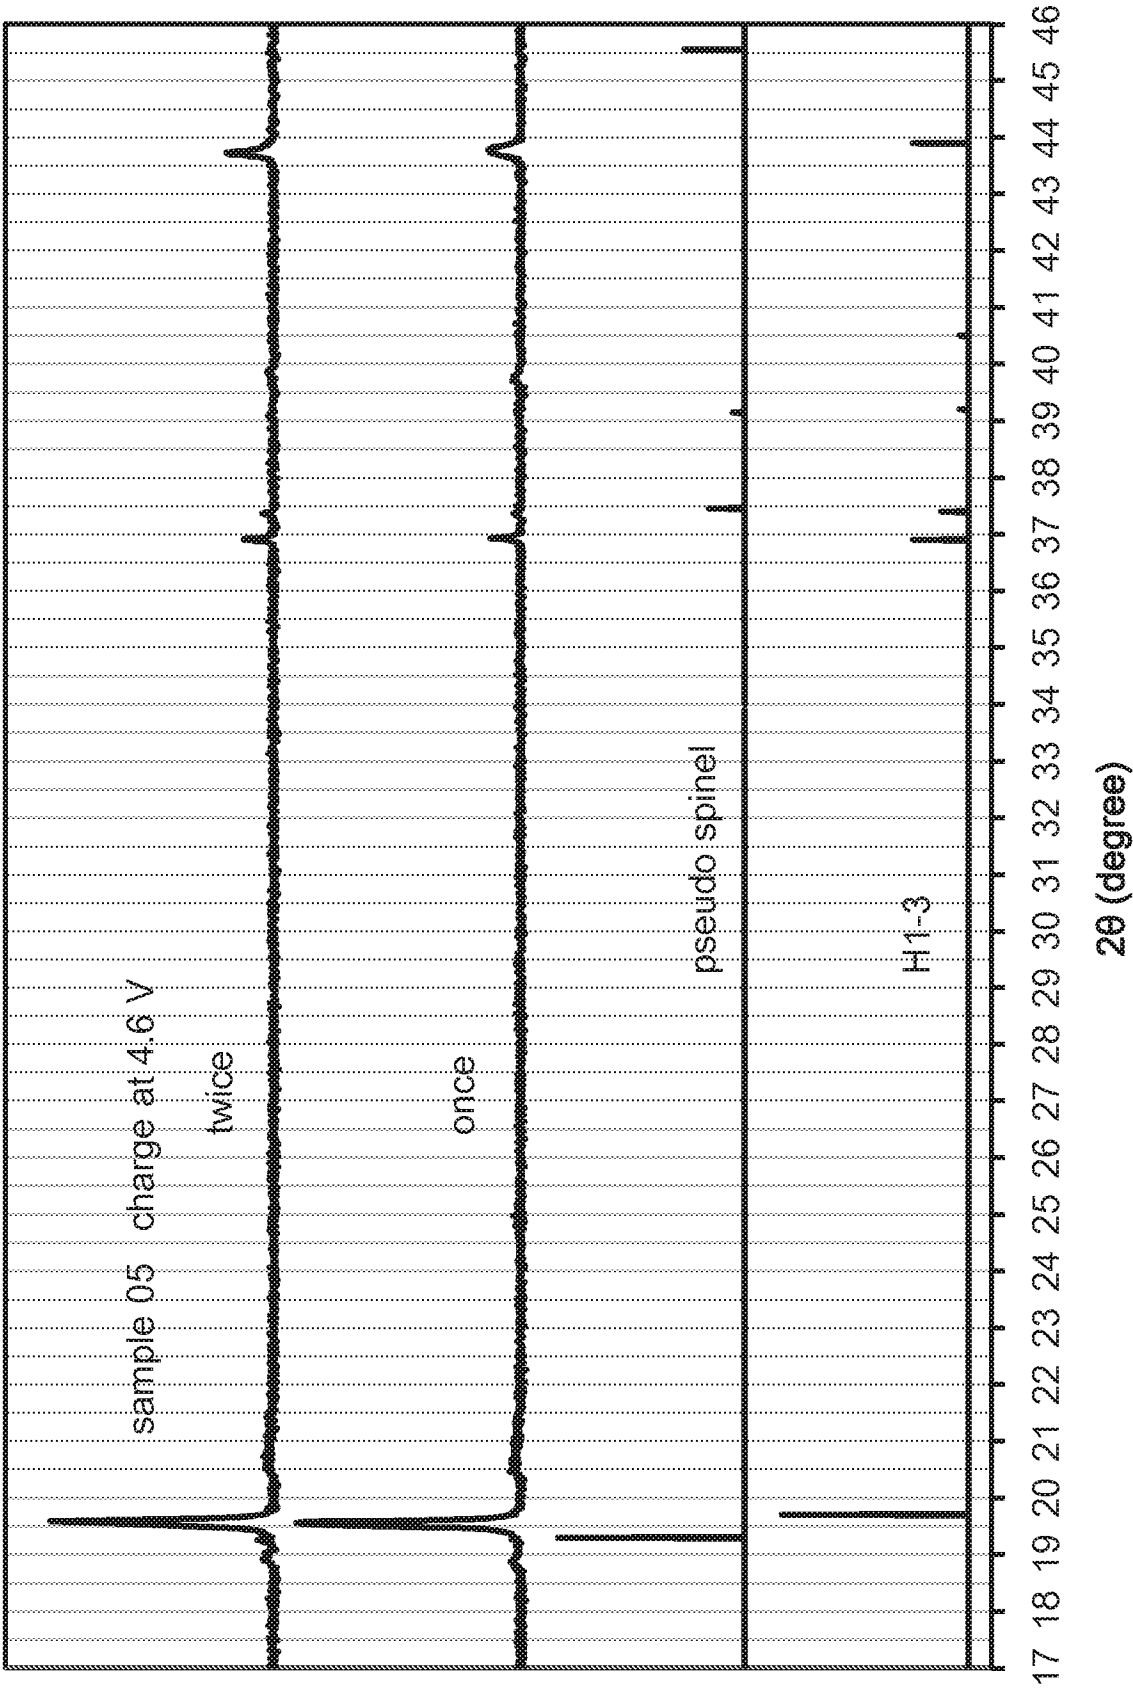 sample 05 charge at 4.6 V
twice
once
pseudo spinel
H1-3
17 18 19 20 21 22 23 24 25 26 27 28 29 30 31 32 33 34 35 36 37 38 39 40 41 42 43 44 45 46
2θ (degree)